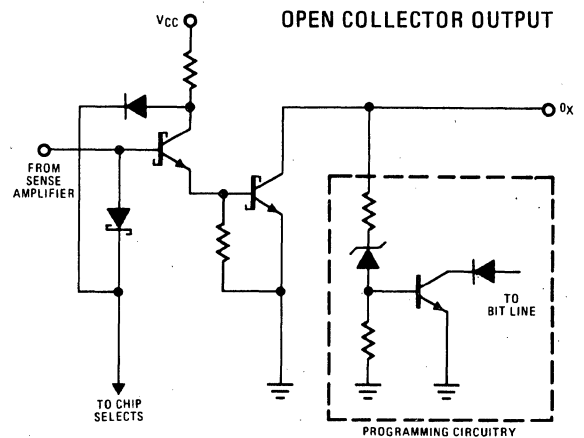 OPEN COLLECTOR OUTPUT
VCC
OX
FROM
SENSE
AMPLIFIER
TO
BIT LINE
TO CHIP
SELECTS
PROGRAMMING CIRCUITRY